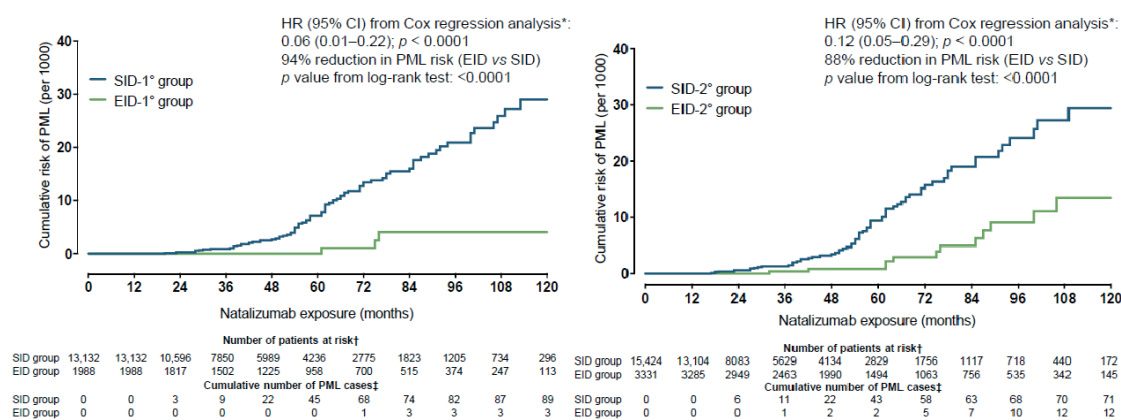 HR (95% CI) from Cox regression analysis*:
0.06 (0.01–0.22); p < 0.0001
94% reduction in PML risk (EID vs SID)
p value from log-rank test: <0.0001
SID-1° group
EID-1° group
Cumulative risk of PML (per 1000)
40
30
20
10
0
0 12 24 36 48 60 72 84 96 108 120
Natalizumab exposure (months)
Number of patients at risk†
SID group 13,132 13,132 10,596 7850 5989 4236 2775 1823 1205 734 296
EID group 1988 1988 1817 1502 1225 958 700 515 374 247 113
Cumulative number of PML cases‡
SID group 0 0 3 9 22 45 68 74 82 87 89
EID group 0 0 0 0 0 0 1 3 3 3 3
HR (95% CI) from Cox regression analysis*:
0.12 (0.05–0.29); p < 0.0001
88% reduction in PML risk (EID vs SID)
p value from log-rank test: <0.0001
SID-2° group
EID-2° group
Cumulative risk of PML (per 1000)
40
30
20
10
0
0 12 24 36 48 60 72 84 96 108 120
Natalizumab exposure (months)
Number of patients at risk†
SID group 15,424 13,104 8083 5629 4134 2829 1756 1117 718 440 172
EID group 3331 3285 2949 2463 1990 1494 1063 756 535 342 145
Cumulative number of PML cases‡
SID group 0 0 6 11 22 43 58 63 68 70 71
EID group 0 0 0 1 2 2 5 7 10 12 12